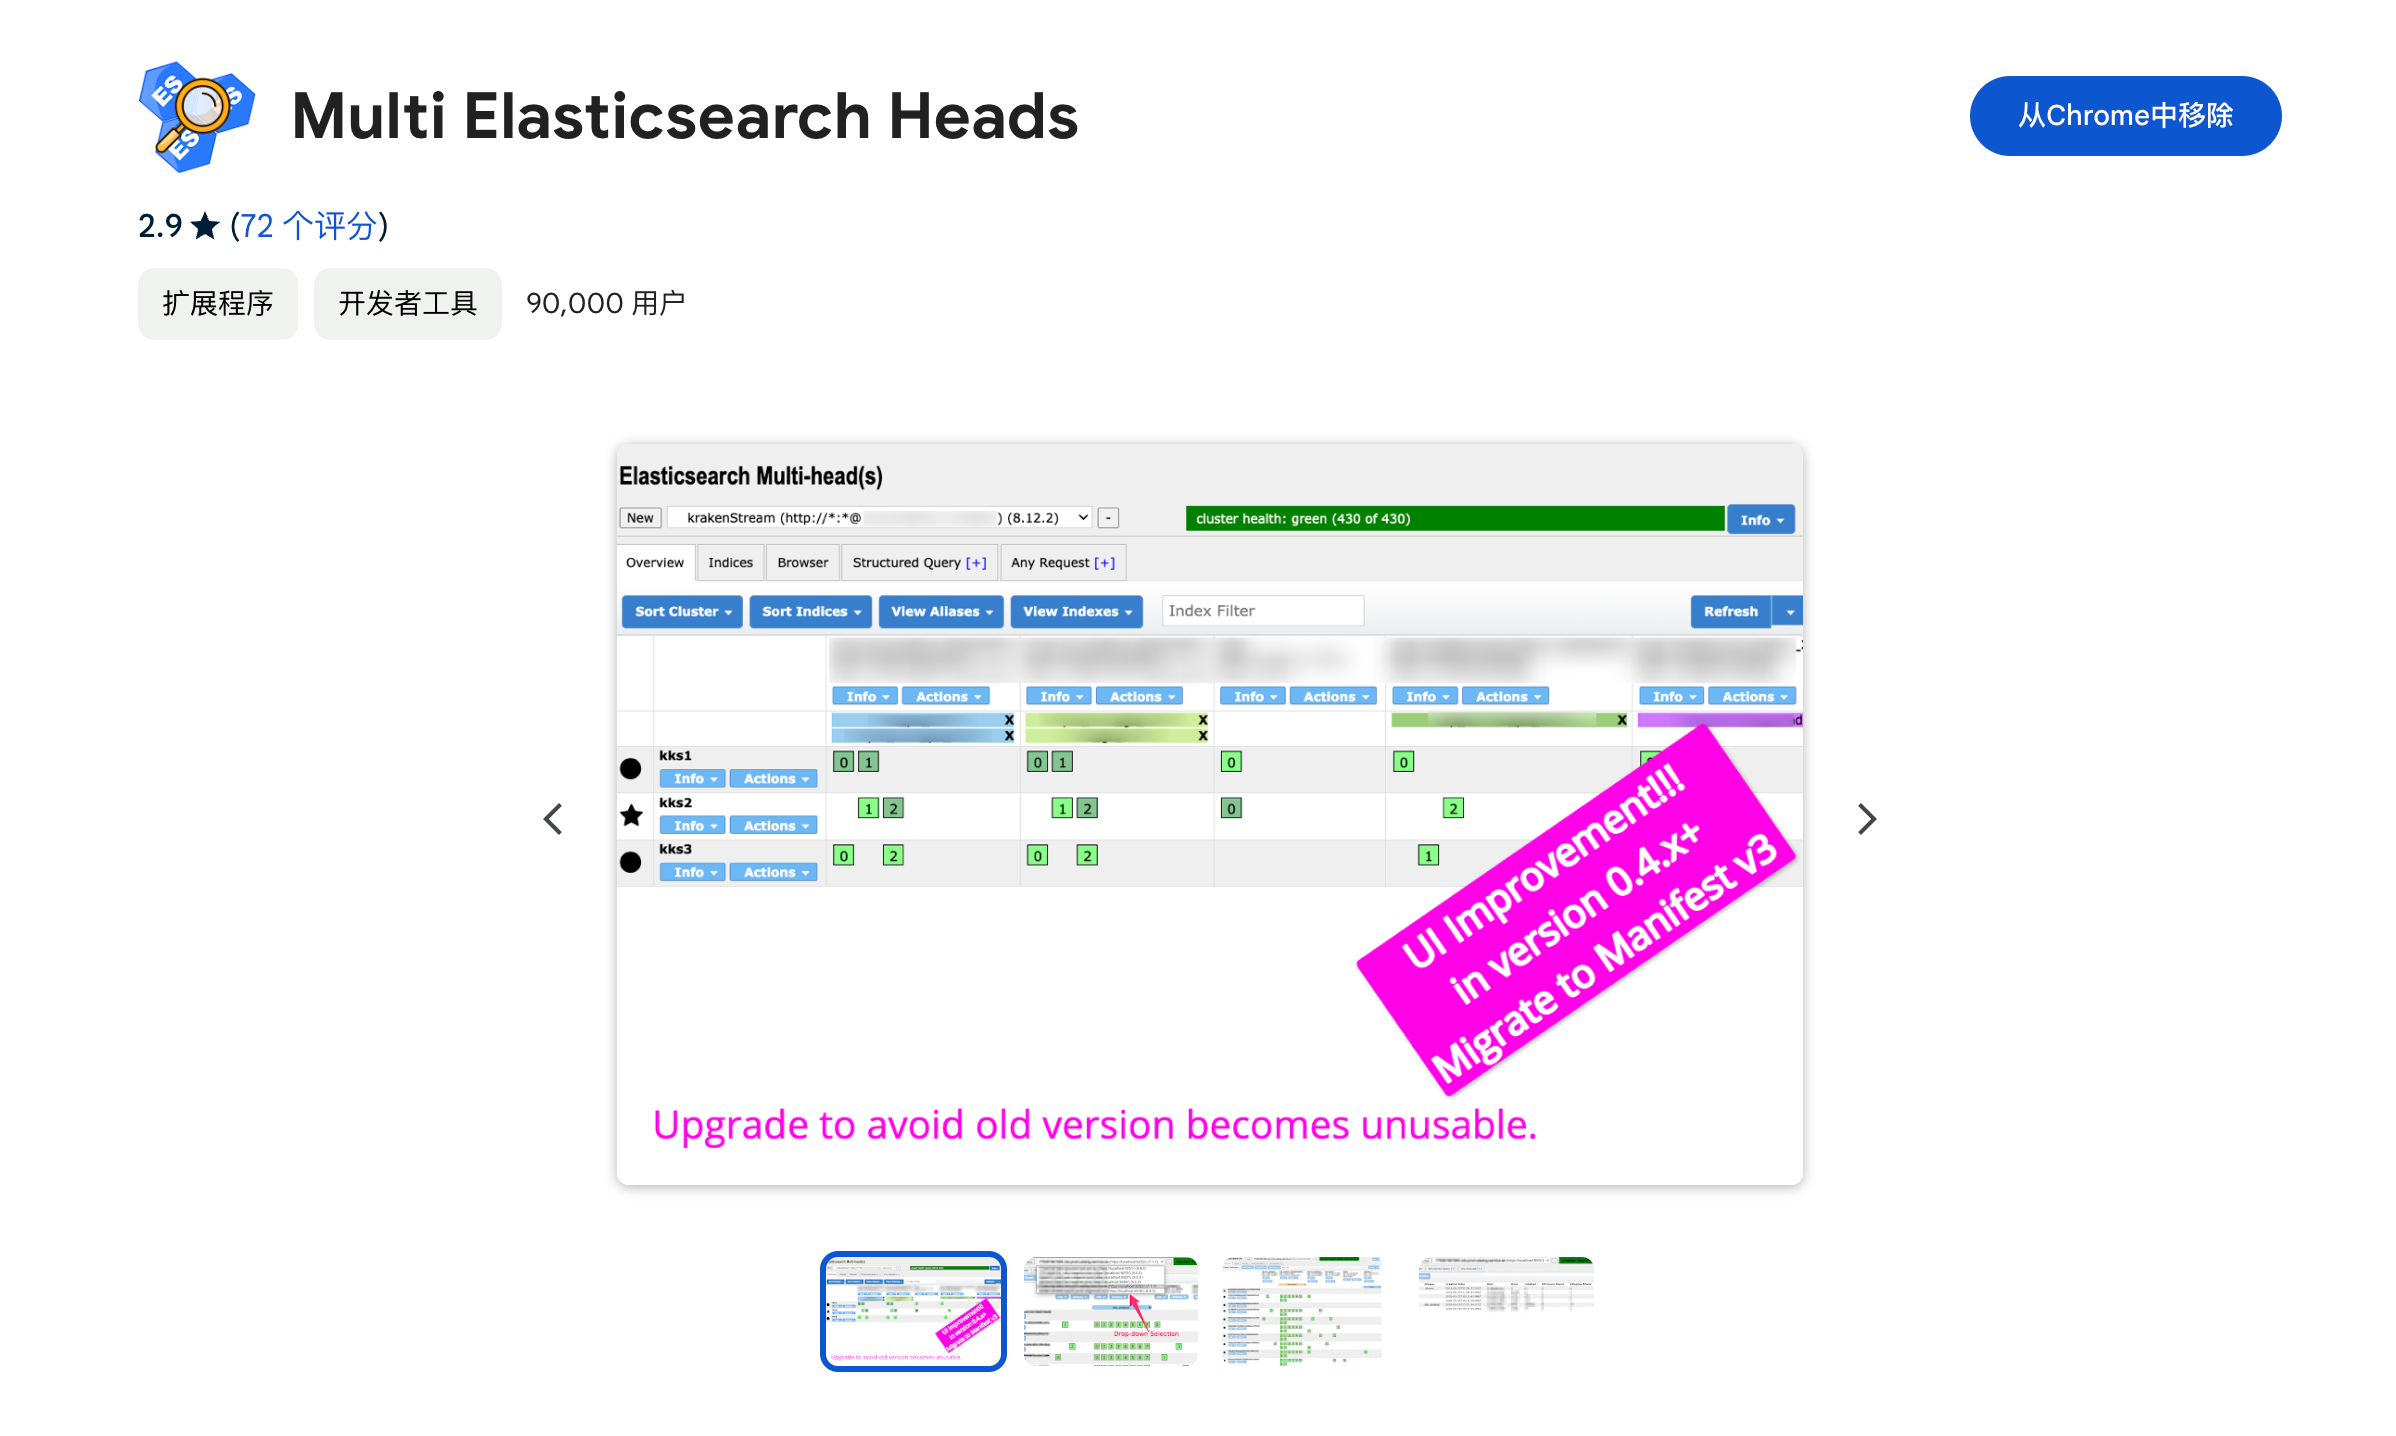 ES
ES
Multi Elasticsearch Heads
从Chrome中移除
2.9 ★ (72 个评分)
扩展程序
开发者工具
90,000 用户
Elasticsearch Multi-head(s)
New
krakenStream (http://*:*@ ) (8.12.2)
-
cluster health: green (430 of 430)
Info
Overview
Indices
Browser
Structured Query [+]
Any Request [+]
Sort Cluster
Sort Indices
View Aliases
View Indexes
Index Filter
Refresh
Info Actions Info Actions Info Actions Info Actions Info Actions
X X X
X X
kks1
0 1 0 1 0 0
Info Actions
kks2
1 2 1 2 0 2
Info Actions
kks3
0 2 0 2 1
Info Actions
UI Improvement!!!
in version 0.4.x+
Migrate to Manifest v3
Upgrade to avoid old version becomes unusable.
Drop-down Selection